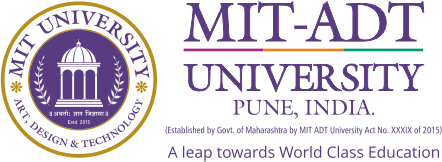 MIT UNIVERSITY
॥ अथातो ज्ञान जिज्ञासा ॥
Estd. 2015
ART, DESIGN & TECHNOLOGY
MIT-ADT
UNIVERSITY
PUNE, INDIA.
(Established by Govt. of Maharashtra by MIT ADT University Act No. XXXIX of 2015)
A leap towards World Class Education